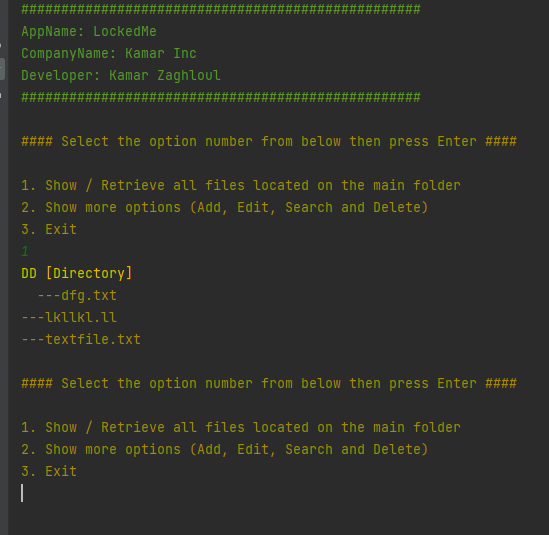 ##################################################
AppName: LockedMe
CompanyName: Kamar Inc
Developer: Kamar Zaghloul
##################################################
#### Select the option number from below then press Enter ####
1. Show / Retrieve all files located on the main folder
2. Show more options (Add, Edit, Search and Delete)
3. Exit
1
DD [Directory]
---dfg.txt
---lkllkl.ll
---textfile.txt
#### Select the option number from below then press Enter ####
1. Show / Retrieve all files located on the main folder
2. Show more options (Add, Edit, Search and Delete)
3. Exit